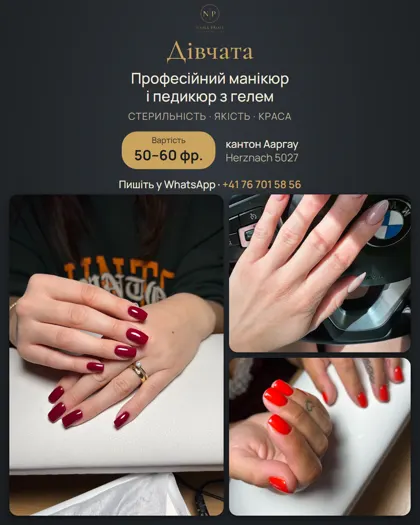 N P
Дівчата
Професійний манікюр
і педикюр з гелем
СТЕРИЛЬНІСТЬ · ЯКІСТЬ · КРАСА
Вартість
50–60 фр.
кантон Ааргау
Herznach 5027
Пишіть у WhatsApp · +41 76 701 58 56